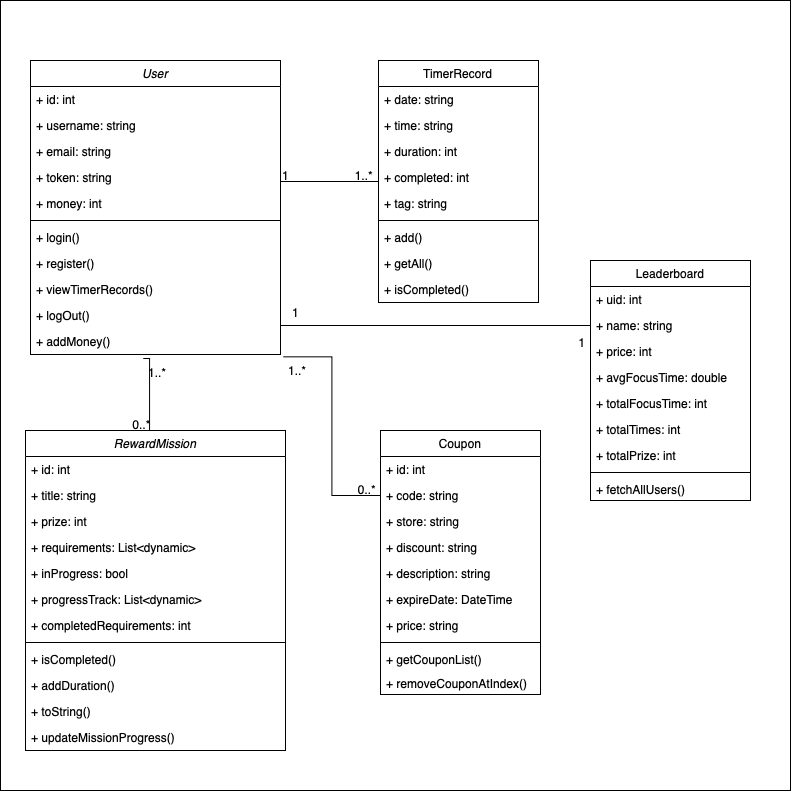 User
+ id: int
+ username: string
+ email: string
+ token: string
+ money: int
+ login()
+ register()
+ viewTimerRecords()
+ logOut()
+ addMoney()
1
1..*
TimerRecord
+ date: string
+ time: string
+ duration: int
+ completed: int
+ tag: string
+ add()
+ getAll()
+ isCompleted()
1
1
Leaderboard
+ uid: int
+ name: string
+ price: int
+ avgFocusTime: double
+ totalFocusTime: int
+ totalTimes: int
+ totalPrize: int
+ fetchAllUsers()
1..*
0..*
RewardMission
+ id: int
+ title: string
+ prize: int
+ requirements: List<dynamic>
+ inProgress: bool
+ progressTrack: List<dynamic>
+ completedRequirements: int
+ isCompleted()
+ addDuration()
+ toString()
+ updateMissionProgress()
1..*
0..*
Coupon
+ id: int
+ code: string
+ store: string
+ discount: string
+ description: string
+ expireDate: DateTime
+ price: string
+ getCouponList()
+ removeCouponAtIndex()